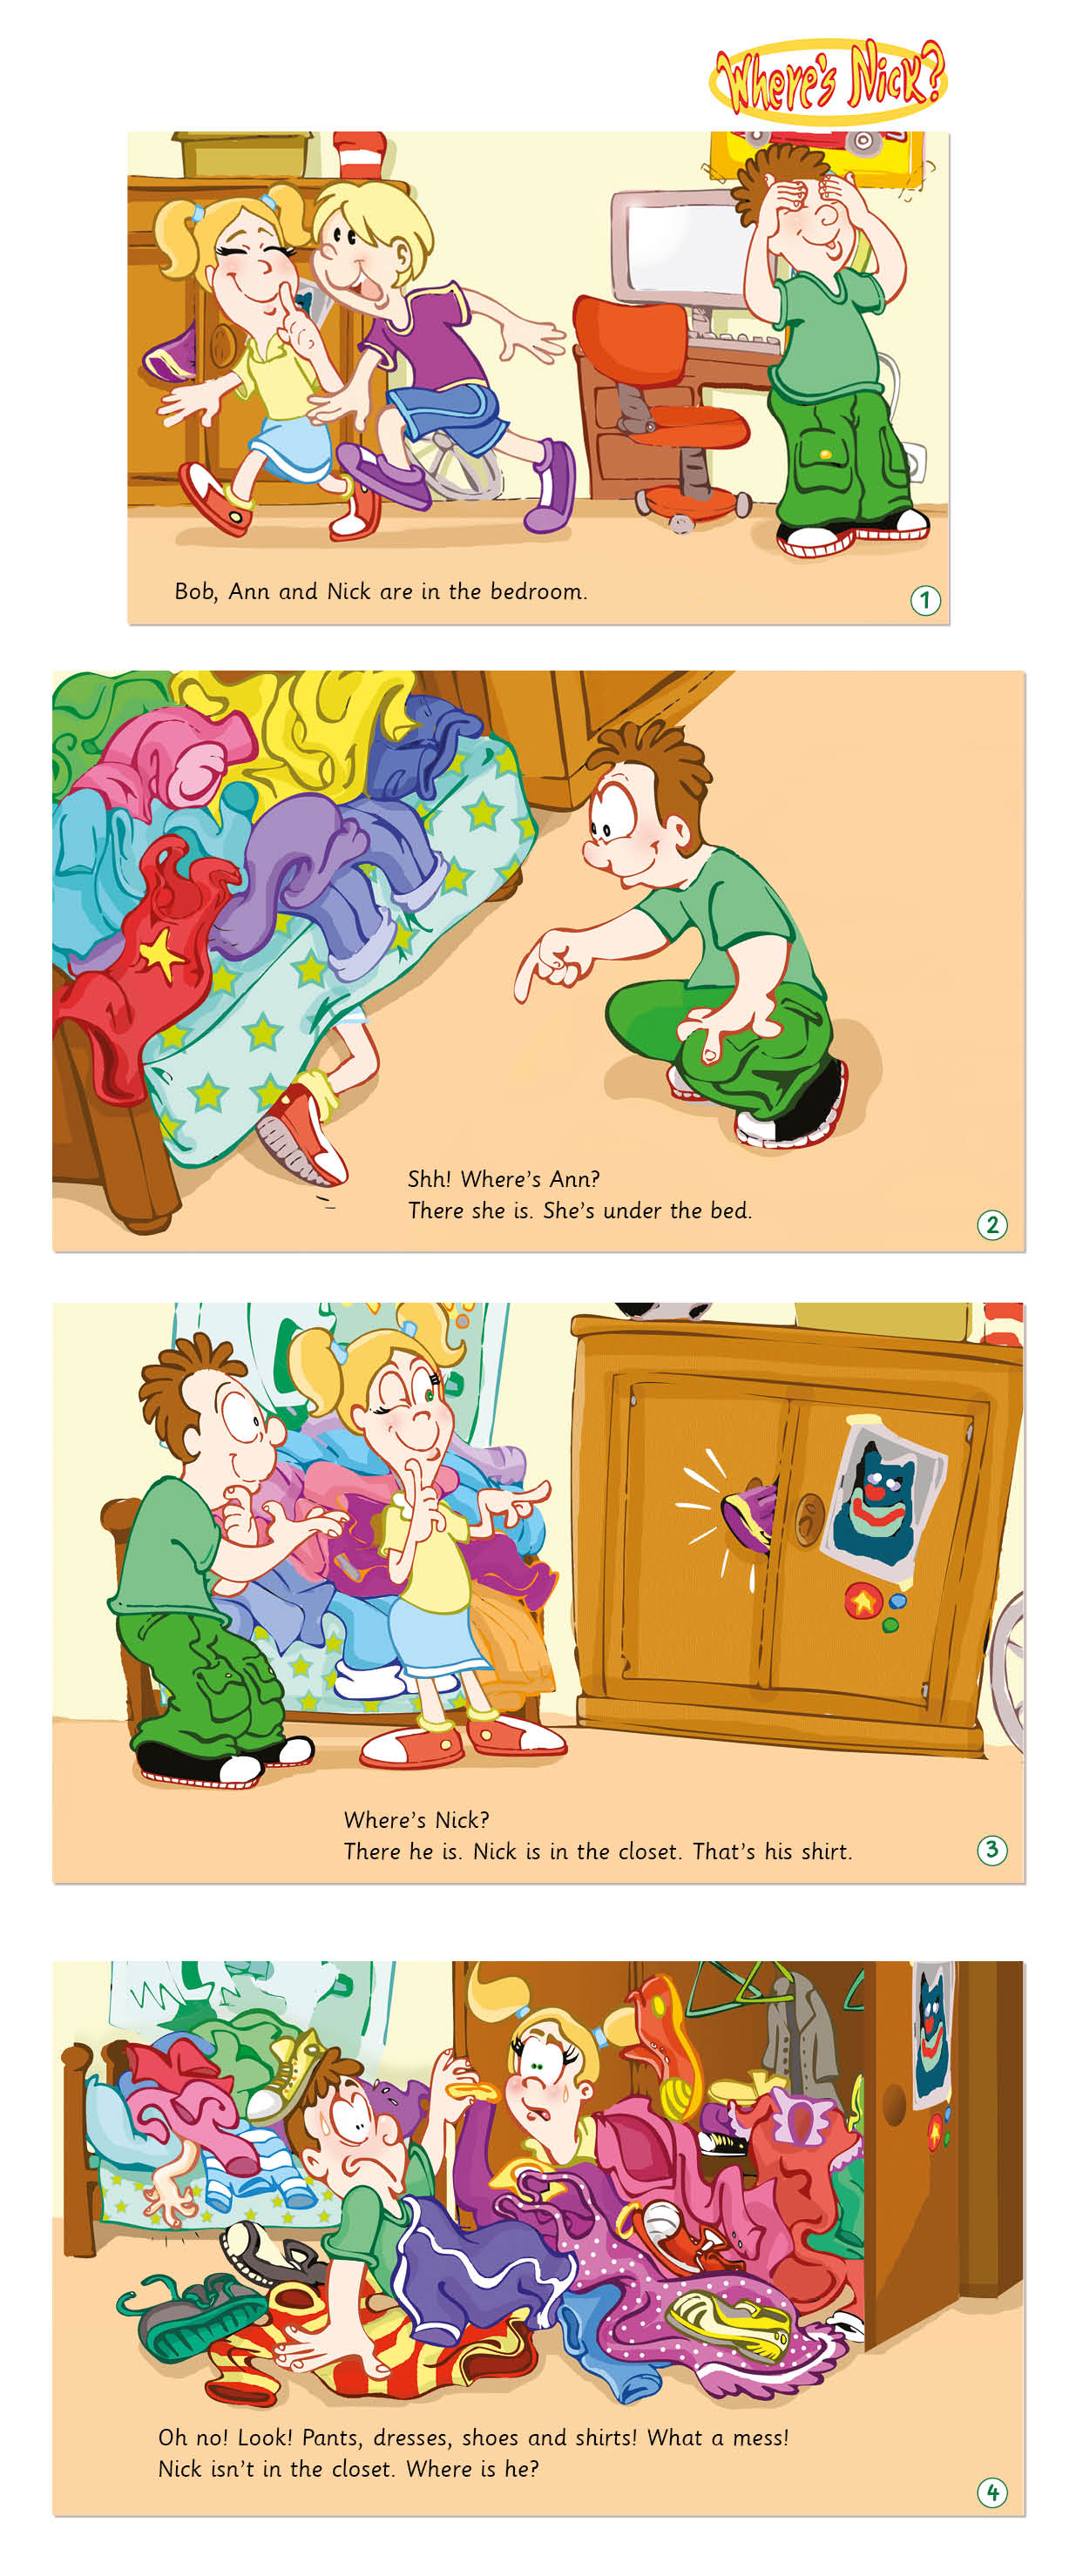 Where's Nick?
Bob, Ann and Nick are in the bedroom.
1
Shh! Where's Ann?
There she is. She's under the bed.
2
Where's Nick?
There he is. Nick is in the closet. That's his shirt.
3
Oh no! Look! Pants, dresses, shoes and shirts! What a mess!
Nick isn't in the closet. Where is he?
4